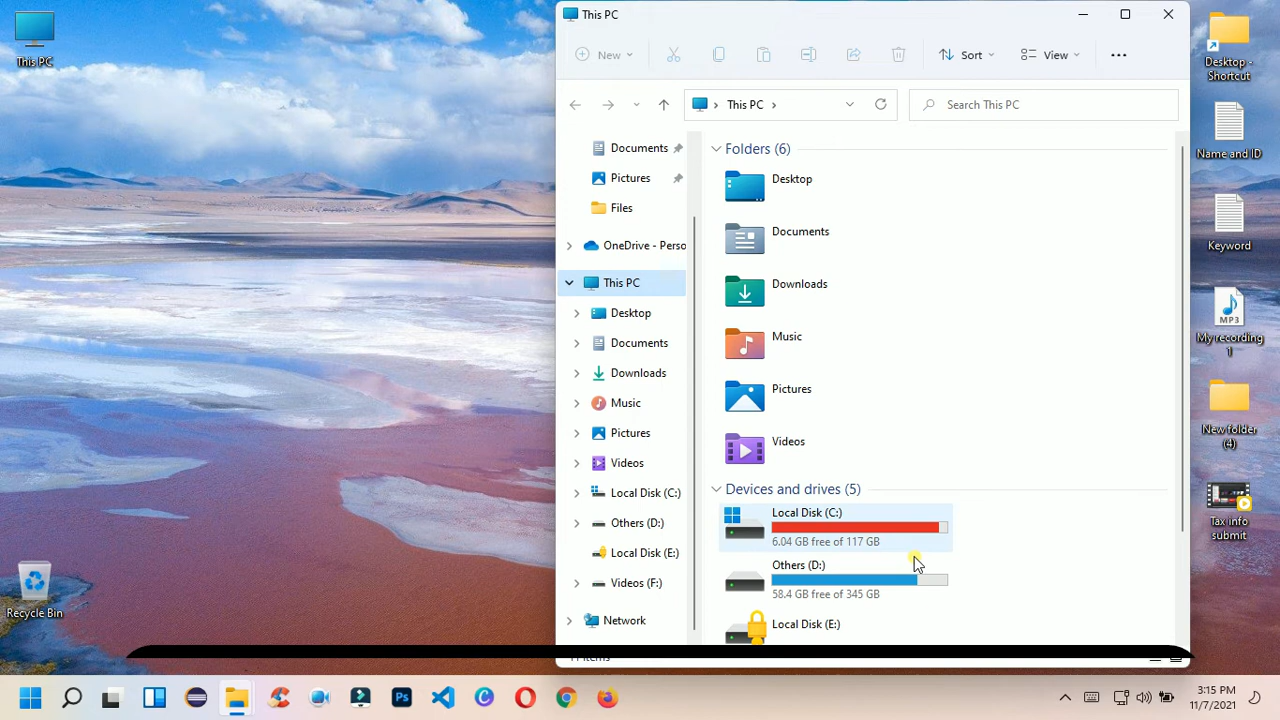 This PC
Recycle Bin
This PC
New
Sort
View
This PC
Search This PC
Documents
Pictures
Files
OneDrive - Perso
This PC
Desktop
Documents
Downloads
Music
Pictures
Videos
Local Disk (C:)
Others (D:)
Local Disk (E:)
Videos (F:)
Network
Folders (6)
Desktop
Documents
Downloads
Music
Pictures
Videos
Devices and drives (5)
Local Disk (C:)
6.04 GB free of 117 GB
Others (D:)
58.4 GB free of 345 GB
Local Disk (E:)
Desktop -
Shortcut
Name and ID
Keyword
MP3
My recording
1
New folder
(4)
Tax info
submit
Ps
3:15 PM
11/7/2021